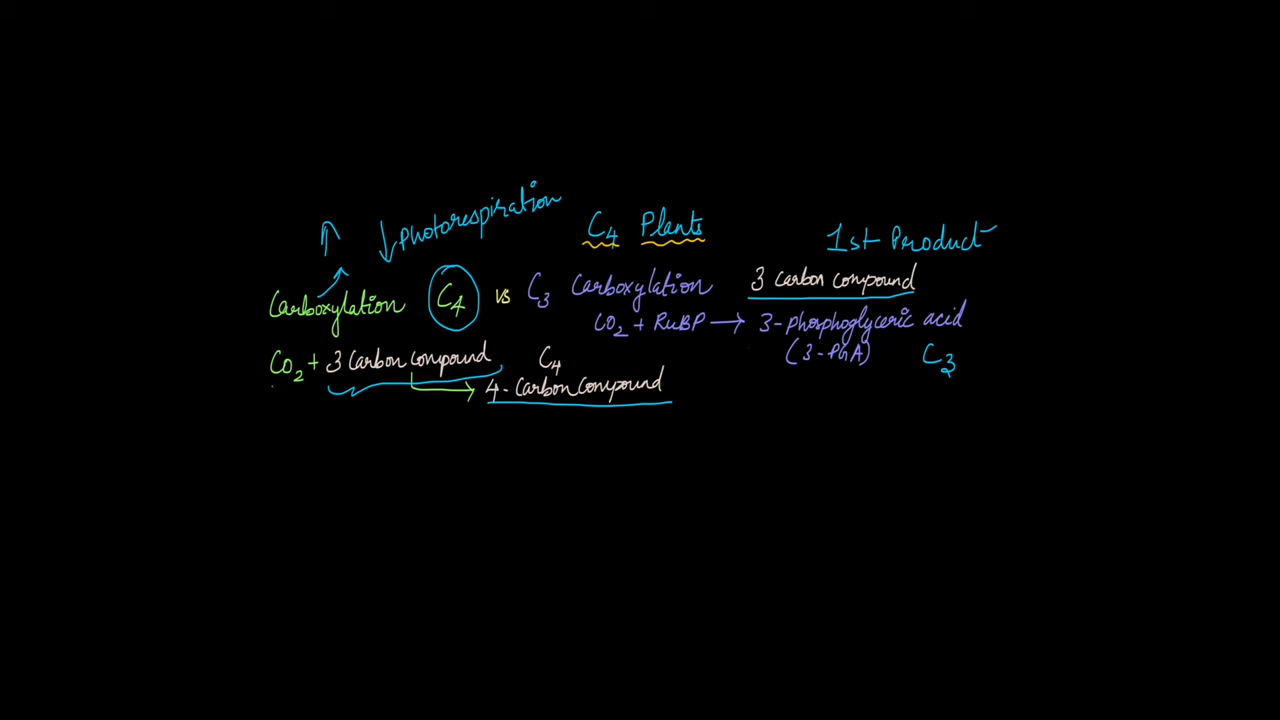 ↑ ↓ photorespiration
C4 Plants
1st Product
Carboxylation C4 vs C3 Carboxylation
3 Carbon compound
CO2 + RuBP → 3-phosphoglyceric acid
(3-PGA) C3
CO2 + 3 Carbon compound C4
→ 4-Carbon Compound